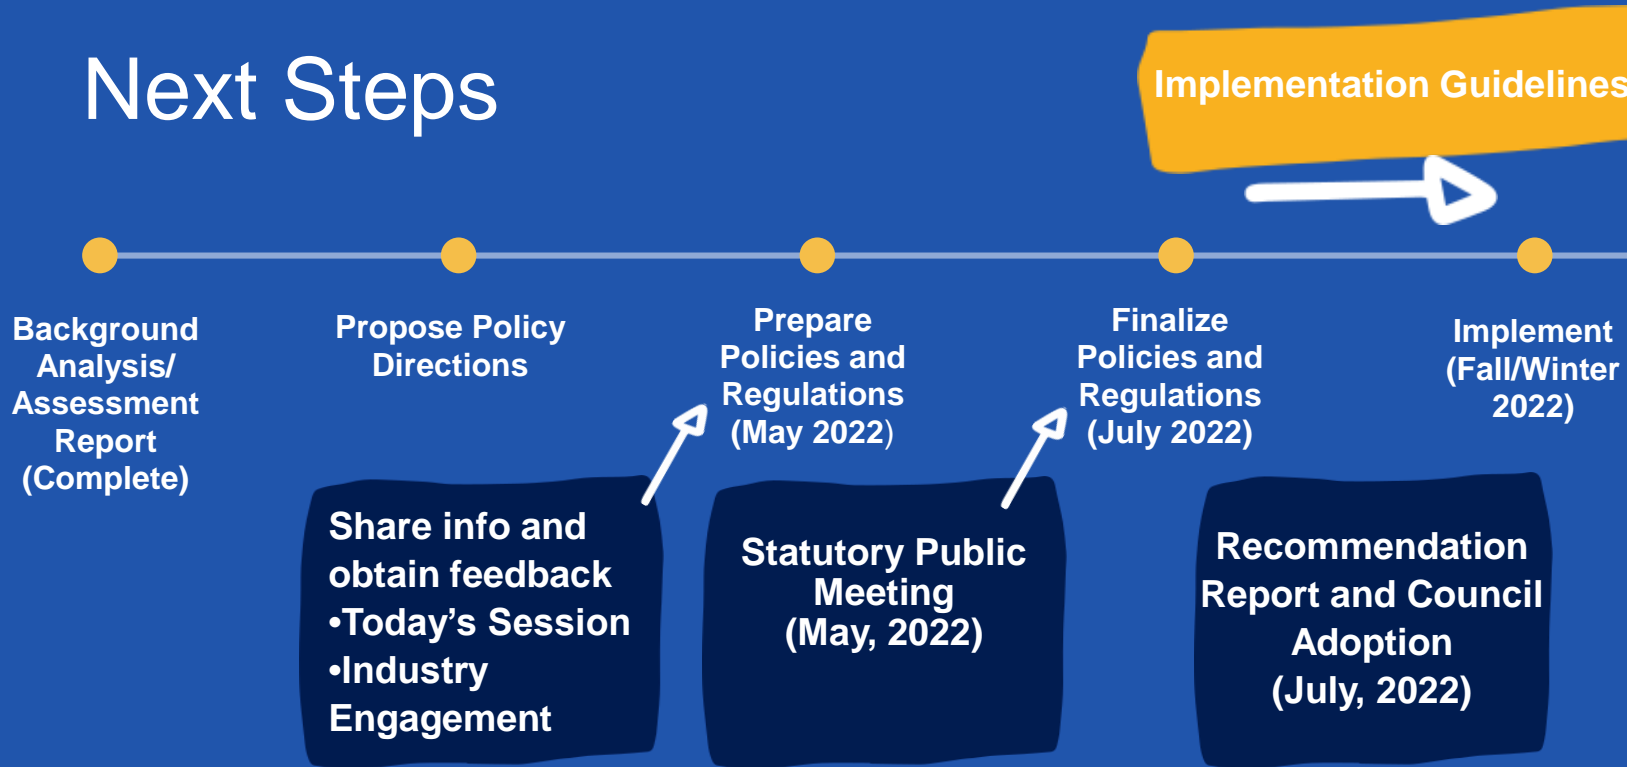 Next Steps
Implementation Guidelines
Background
Analysis/
Assessment
Report
(Complete)
Propose Policy
Directions
Prepare
Policies and
Regulations
(May 2022)
Finalize
Policies and
Regulations
(July 2022)
Implement
(Fall/Winter
2022)
Share info and
obtain feedback
•Today’s Session
•Industry
Engagement
Statutory Public
Meeting
(May, 2022)
Recommendation
Report and Council
Adoption
(July, 2022)